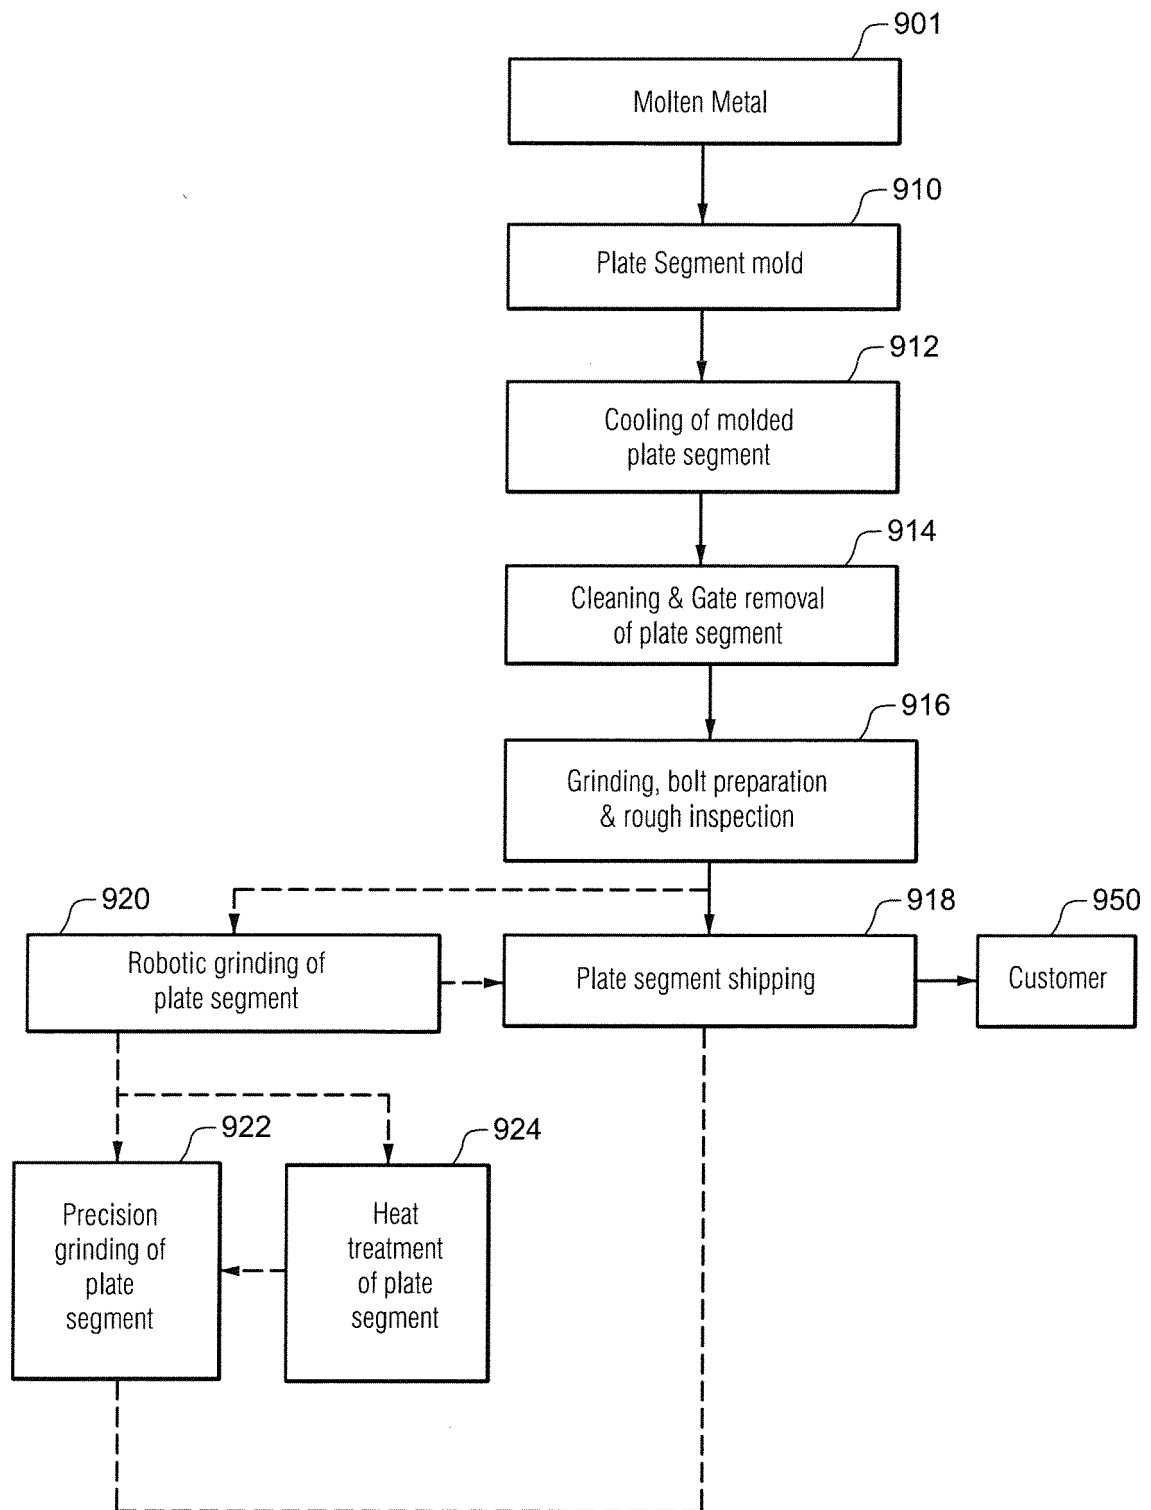 901
Molten Metal
910
Plate Segment mold
912
Cooling of molded
plate segment
914
Cleaning & Gate removal
of plate segment
916
Grinding, bolt preparation
& rough inspection
920
Robotic grinding of
plate segment
918
Plate segment shipping
950
Customer
922
Precision
grinding of
plate
segment
924
Heat
treatment
of plate
segment